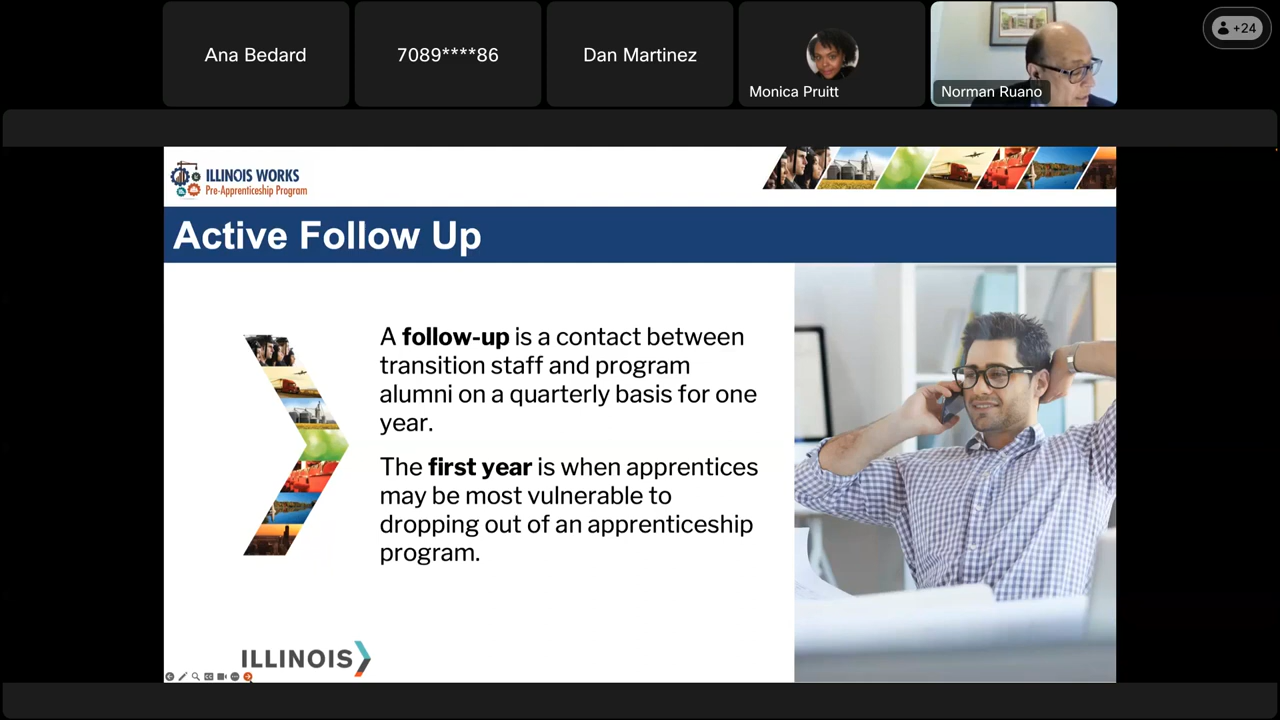 Ana Bedard
7089****86
Dan Martinez
Monica Pruitt
Norman Ruano
+24
ILLINOIS WORKS
Pre-Apprenticeship Program
Active Follow Up
A follow-up is a contact between
transition staff and program
alumni on a quarterly basis for one
year.
The first year is when apprentices
may be most vulnerable to
dropping out of an apprenticeship
program.
ILLINOIS